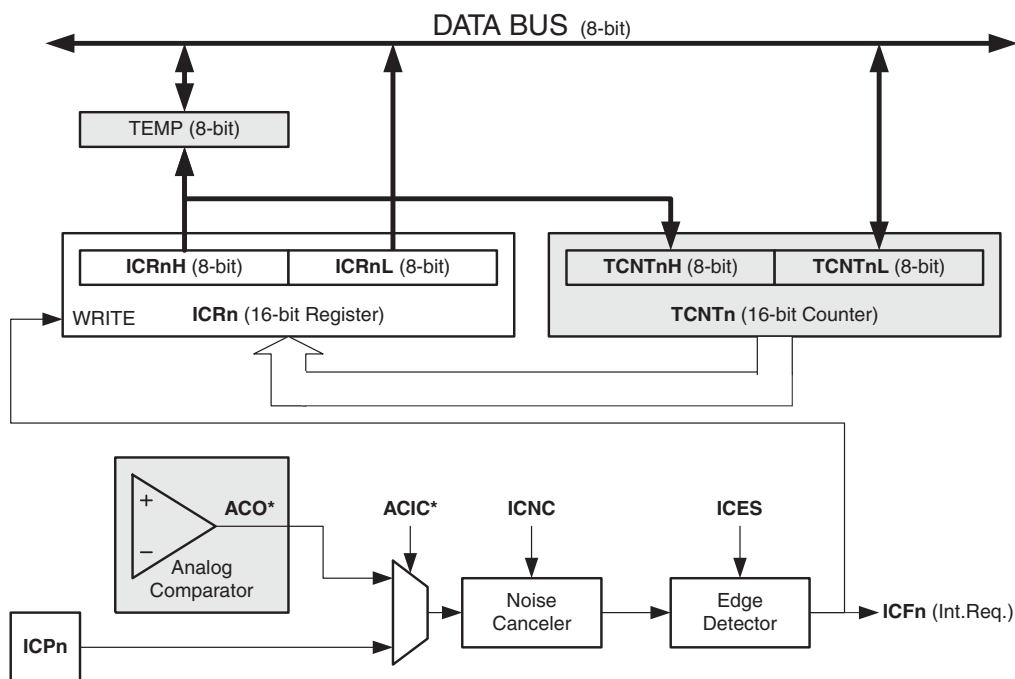 DATA BUS (8-bit)
TEMP (8-bit)
ICRnH (8-bit)
ICRnL (8-bit)
WRITE
ICRn (16-bit Register)
TCNTnH (8-bit)
TCNTnL (8-bit)
TCNTn (16-bit Counter)
+
−
ACO*
Analog
Comparator
ACIC*
ICNC
ICES
ICPn
Noise
Canceler
Edge
Detector
ICFn (Int.Req.)